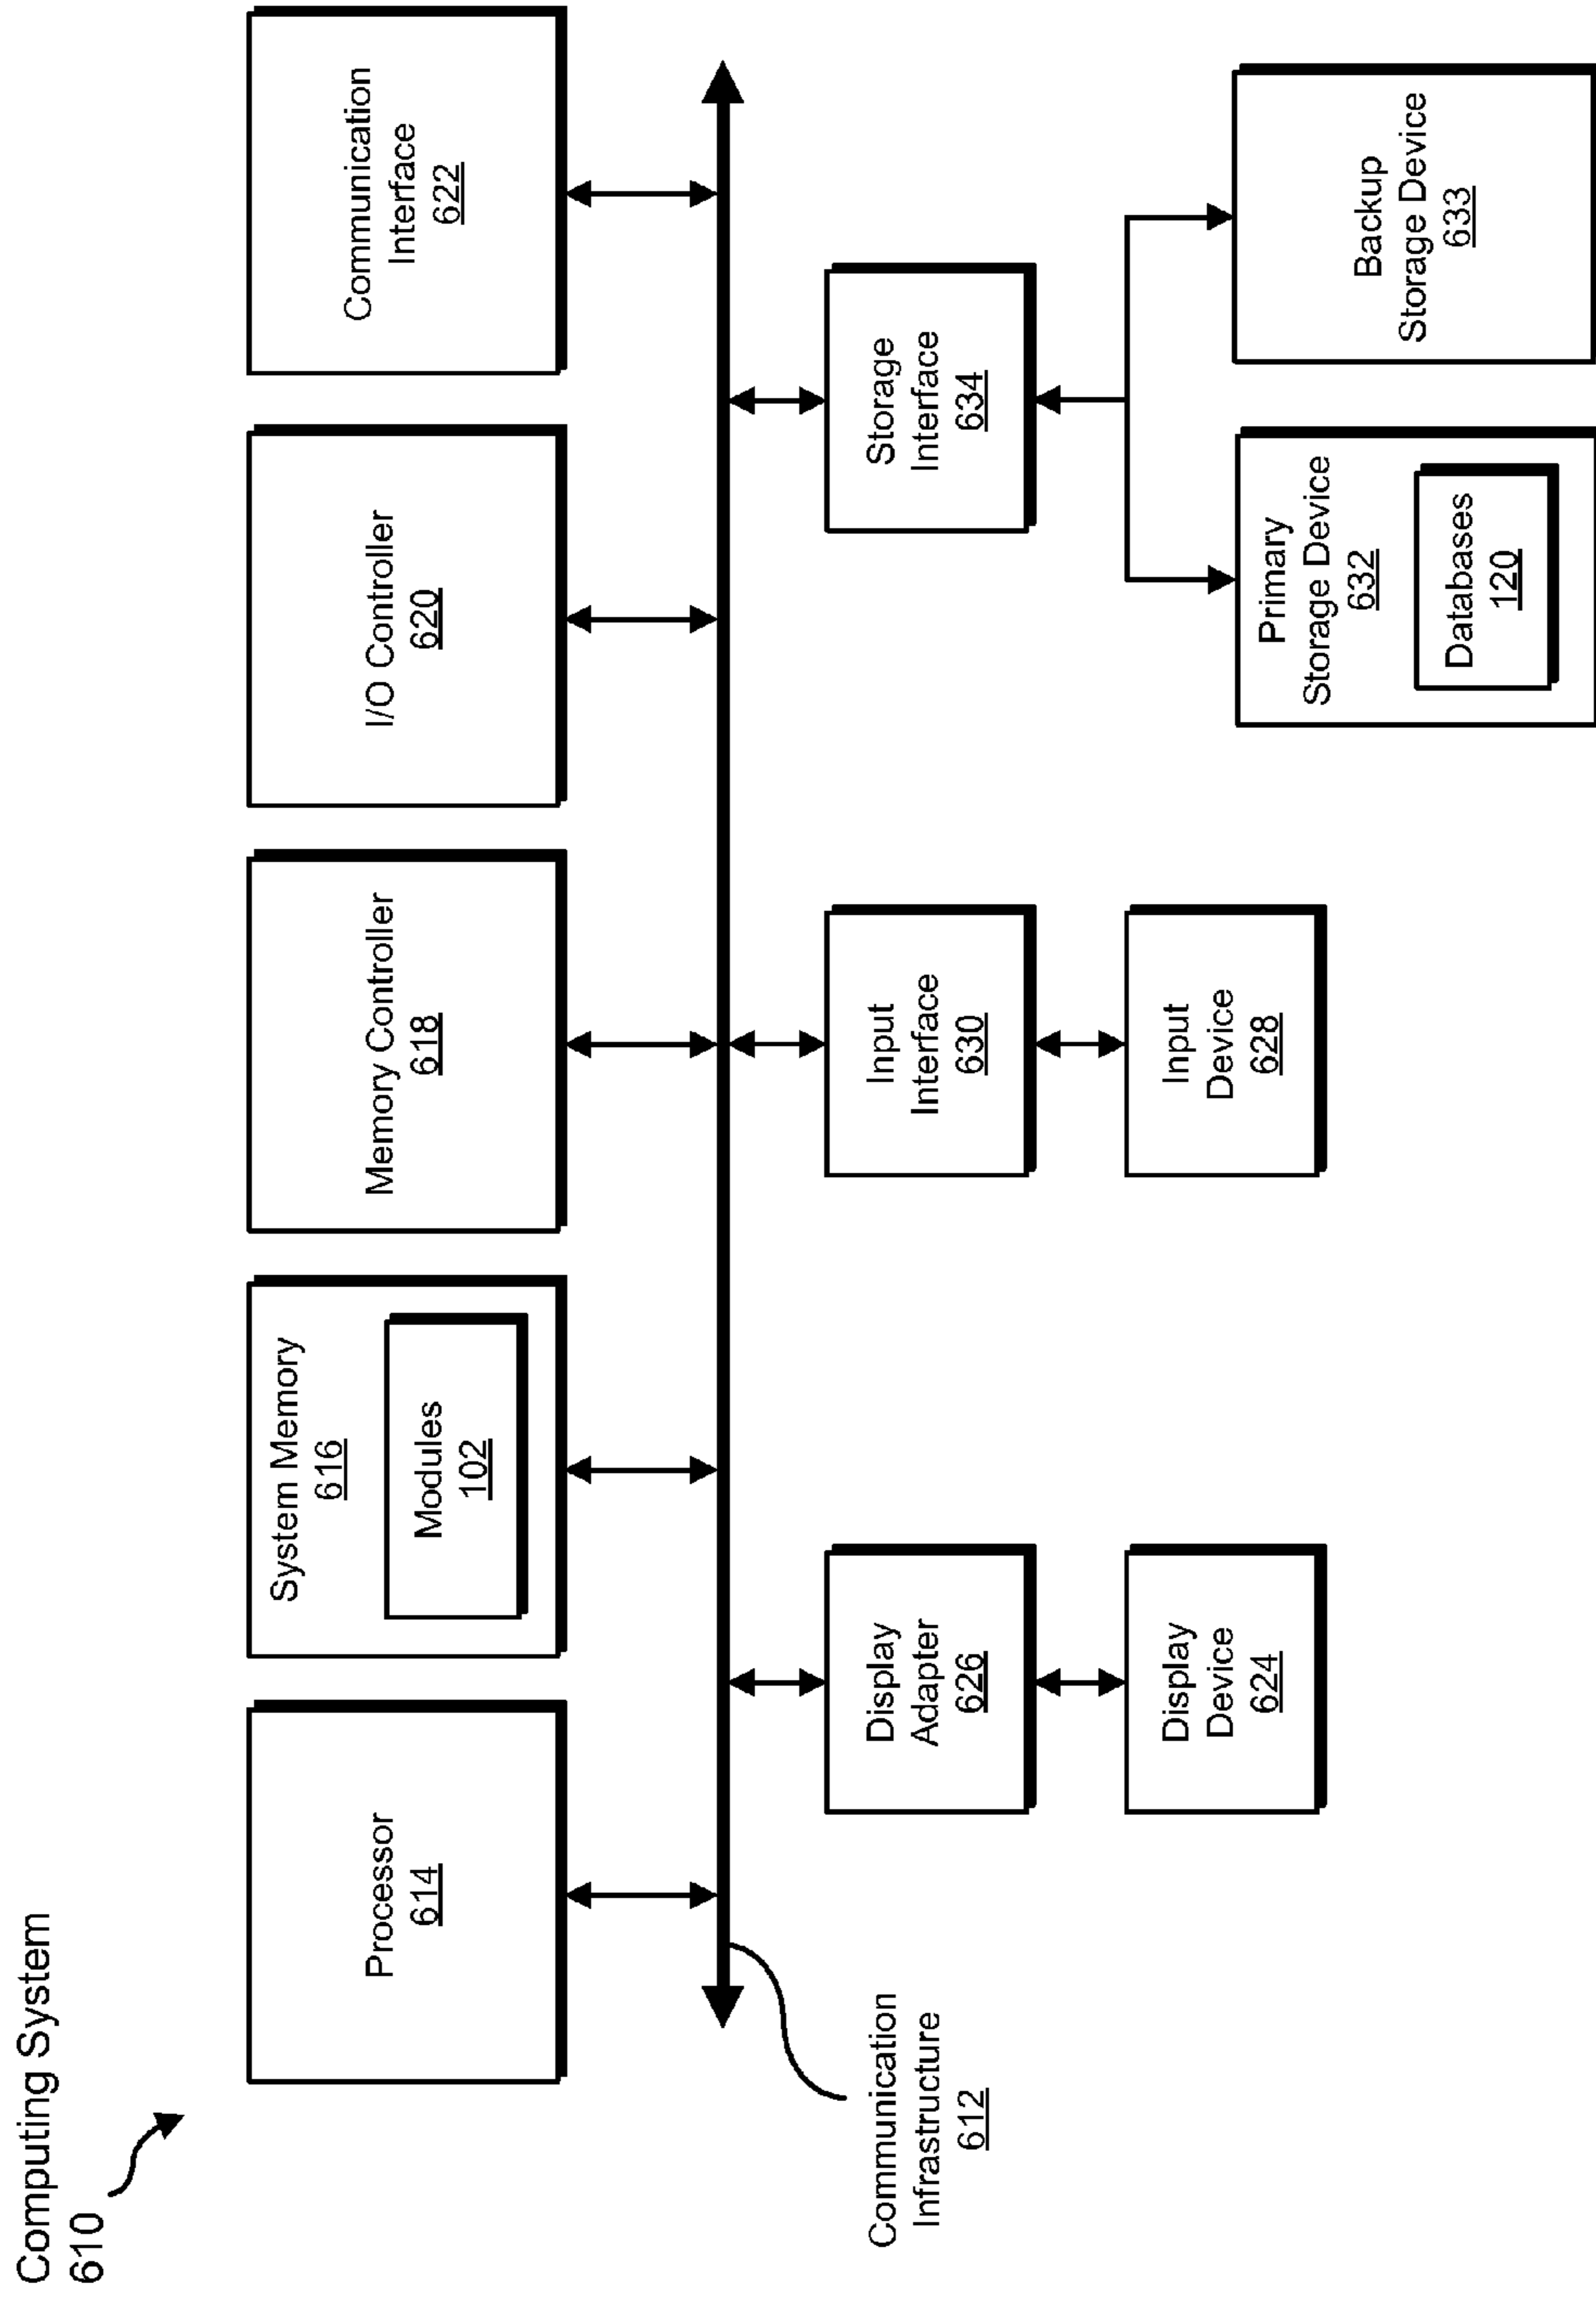 Computing System
610
Processor
614
System Memory
616
Modules
102
Memory Controller
618
I/O Controller
620
Communication
Interface
622
Communication
Infrastructure
612
Display
Adapter
626
Input
Interface
630
Storage
Interface
634
Display
Device
624
Input
Device
628
Primary
Storage Device
632
Databases
120
Backup
Storage Device
633